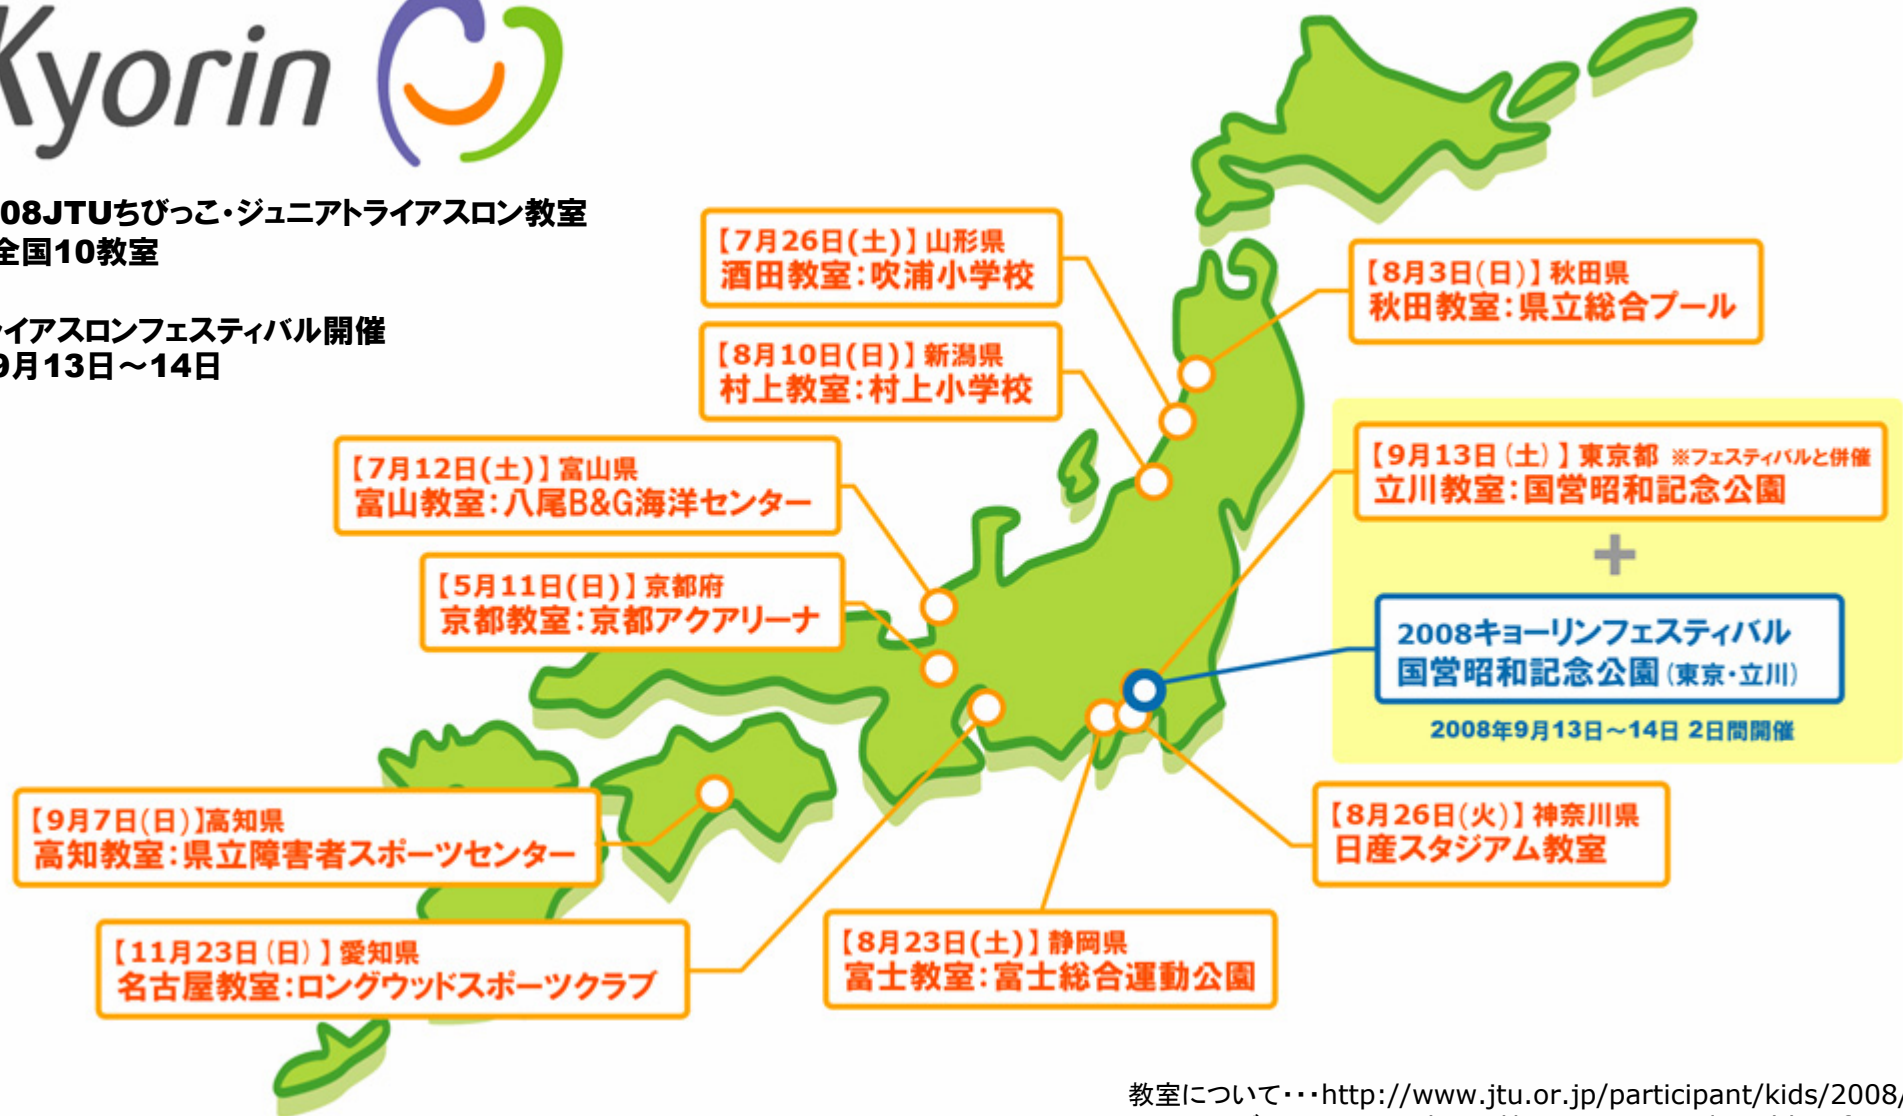 Kyorin
08JTUちびっこ・ジュニアトライアスロン教室
全国10教室
イアスロンフェスティバル開催
9月13日～14日
【7月26日(土)】山形県
酒田教室：吹浦小学校
【8月3日(日)】秋田県
秋田教室：県立総合プール
【8月10日(日)】新潟県
村上教室：村上小学校
【9月13日（土）】東京都 ※フェスティバルと併催
立川教室：国営昭和記念公園
+
2008キョーリンフェスティバル
国営昭和記念公園（東京・立川）
2008年9月13日～14日 2日間開催
【7月12日(土)】富山県
富山教室：八尾B&G海洋センター
【5月11日(日)】京都府
京都教室：京都アクアリーナ
【8月26日(火)】神奈川県
日産スタジアム教室
【9月7日(日)】高知県
高知教室：県立障害者スポーツセンター
【11月23日（日）】愛知県
名古屋教室：ロングウッドスポーツクラブ
【8月23日(土)】静岡県
富士教室：富士総合運動公園
教室について・・・http://www.jtu.or.jp/participant/kids/2008/